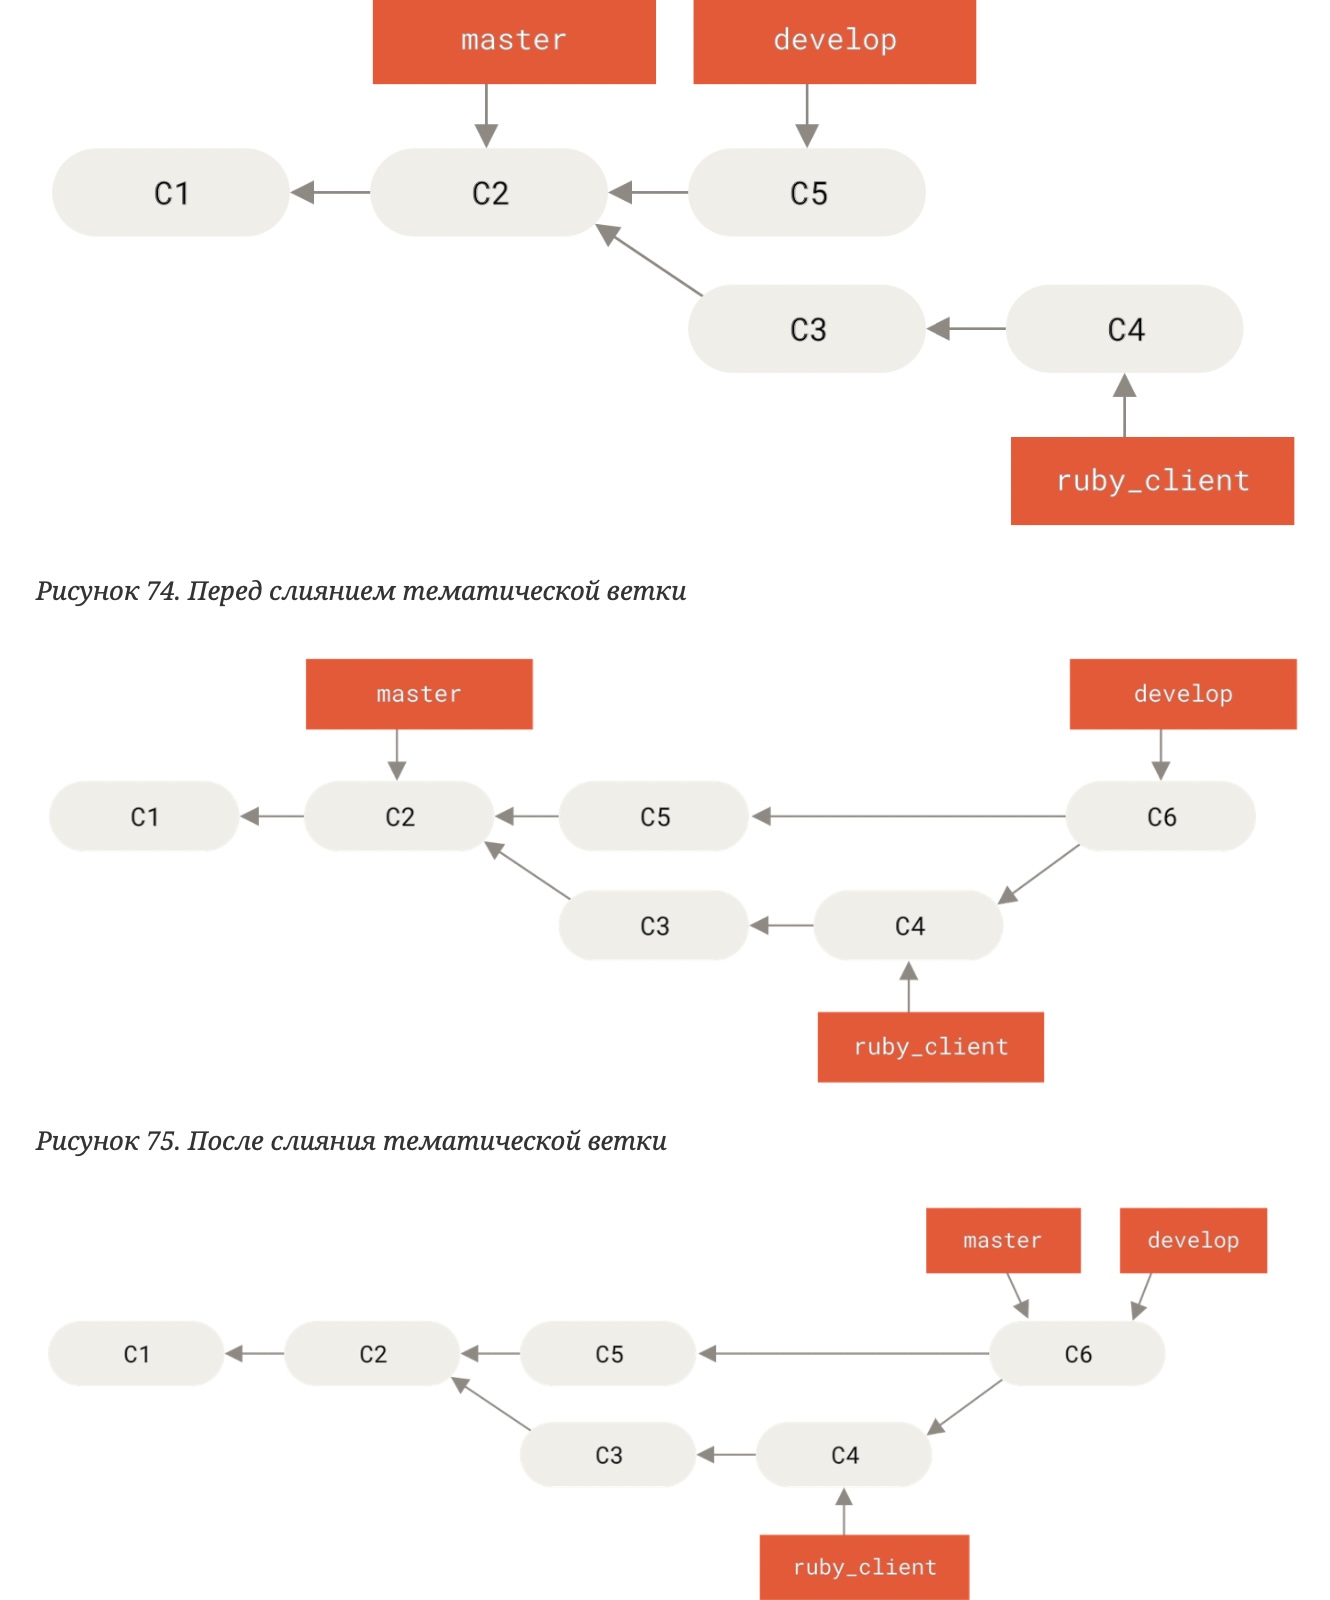 master develop
C1 C2 C5
C3 C4
ruby_client
Рисунок 74. Перед слиянием тематической ветки
master develop
C1 C2 C5 C6
C3 C4
ruby_client
Рисунок 75. После слияния тематической ветки
master develop
C1 C2 C5 C6
C3 C4
ruby_client